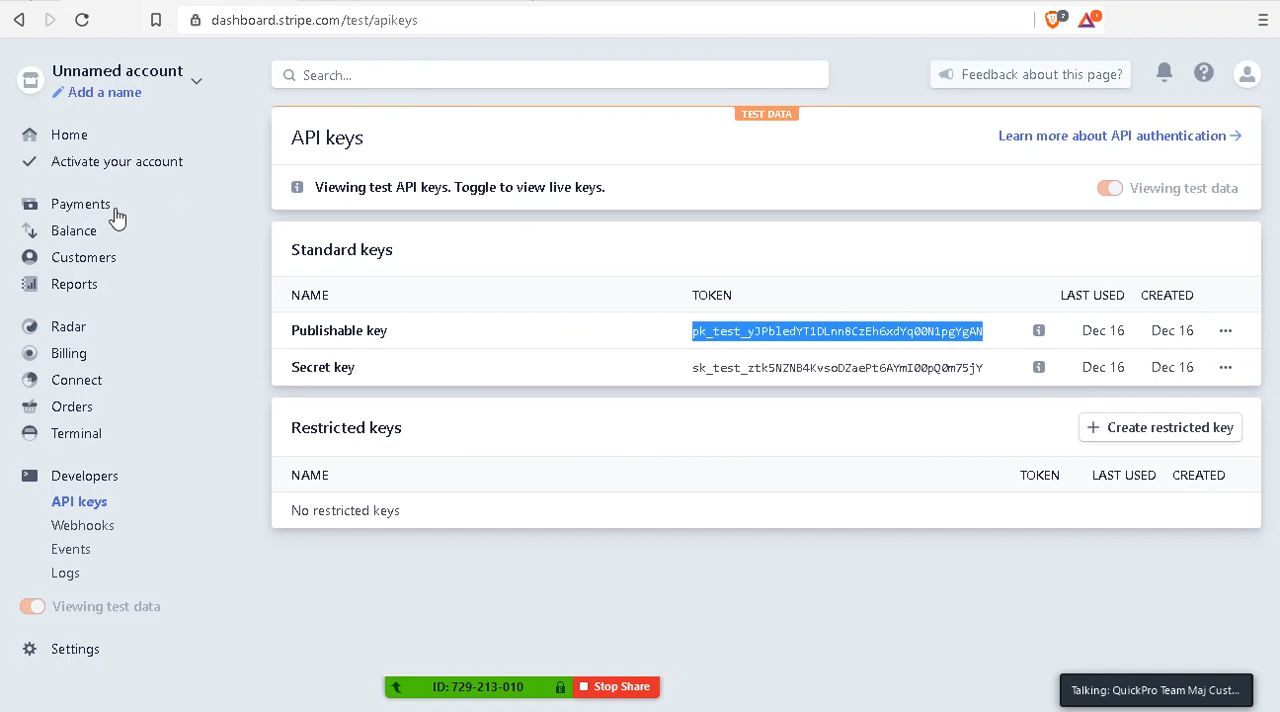 dashboard.stripe.com/test/apikeys
2
1
Unnamed account
Add a name
Search...
Feedback about this page?
Home
Activate your account
Payments
Balance
Customers
Reports
Radar
Billing
Connect
Orders
Terminal
Developers
API keys
Webhooks
Events
Logs
Viewing test data
Settings
TEST DATA
API keys
Learn more about API authentication
Viewing test API keys. Toggle to view live keys.
Viewing test data
Standard keys
NAME TOKEN LAST USED CREATED
Publishable key pk_test_yJPbledYT1DLnn8CzEh6xdYq00N1pgYgAN Dec 16 Dec 16
Secret key sk_test_ztk5NZNB4KvsoDZaePt6AYmI00pQ0m75jY Dec 16 Dec 16
Restricted keys
+ Create restricted key
NAME TOKEN LAST USED CREATED
No restricted keys
ID: 729-213-010
Stop Share
Talking: QuickPro Team Maj Cust...